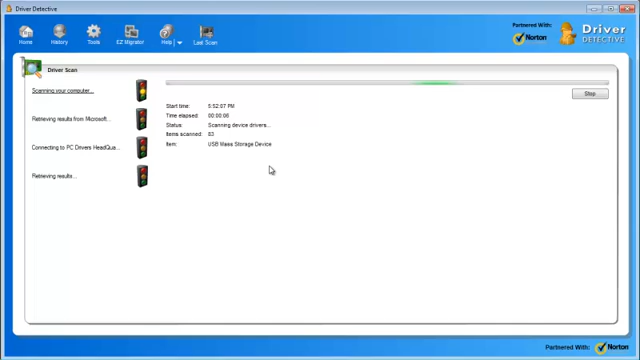 Driver Detective
Home
History
Tools
EZ Migrator
Help
Last Scan
Partnered With:
Norton
Driver
DETECTIVE
Driver Scan
Scanning your computer...
Retrieving results from Microsoft...
Connecting to PC Drivers HeadQua...
Retrieving results...
Stop
Start time: 5:52:07 PM
Time elapsed: 00:00:06
Status: Scanning device drivers...
Items scanned: 83
Item: USB Mass Storage Device
Partnered With:
Norton